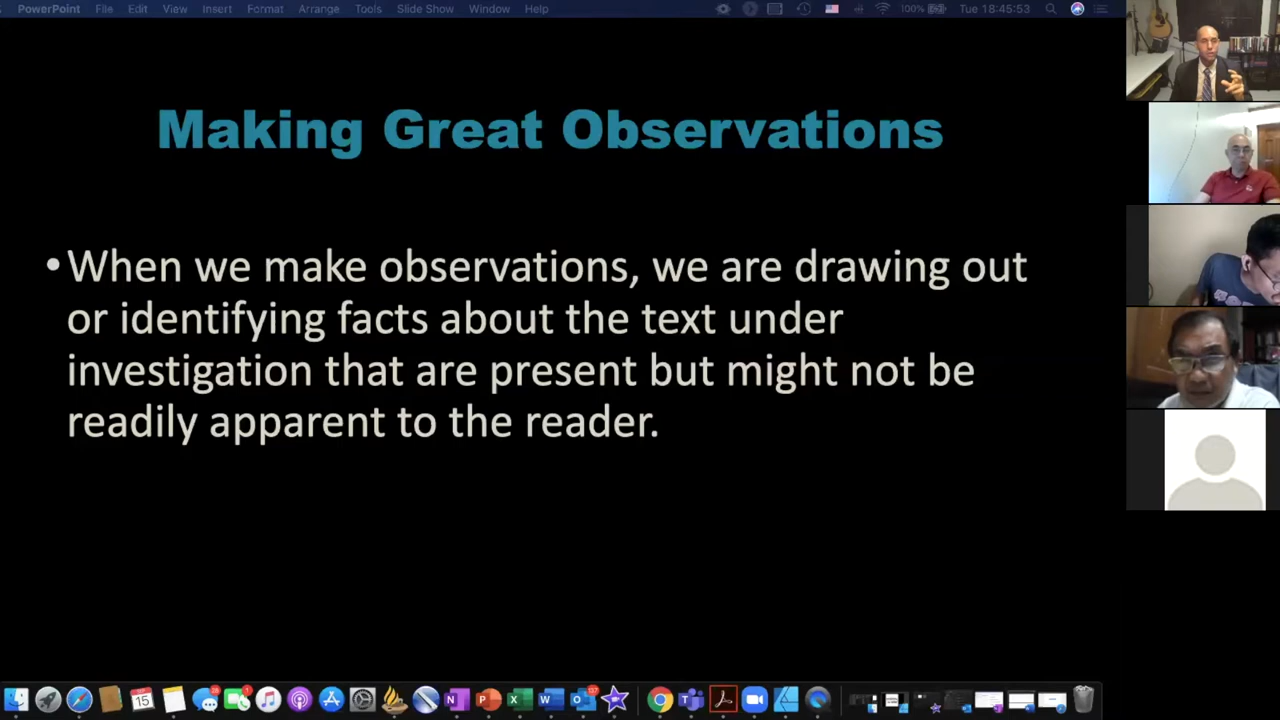 PowerPoint File Edit View Insert Format Arrange Tools Slide Show Window Help 100% Tue 18:45:53
Making Great Observations
•When we make observations, we are drawing out
or identifying facts about the text under
investigation that are present but might not be
readily apparent to the reader.
15